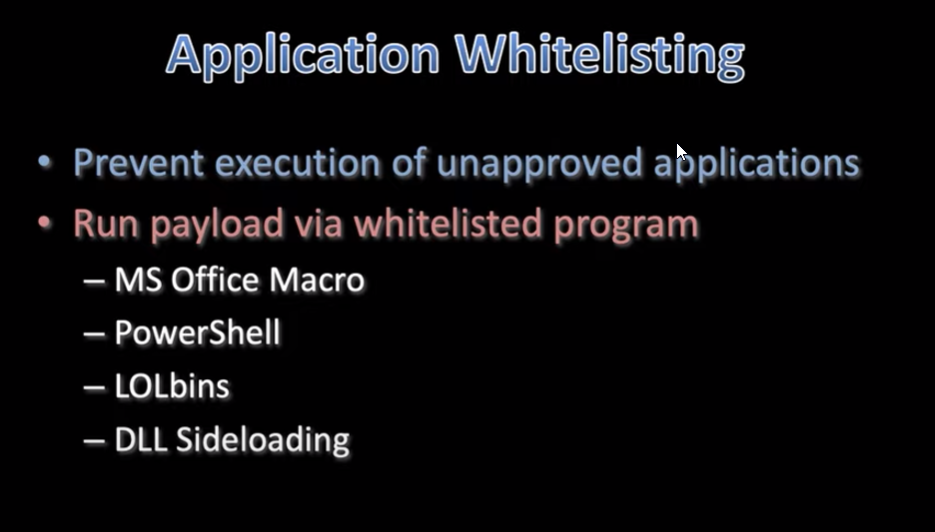 Application Whitelisting
• Prevent execution of unapproved applications
• Run payload via whitelisted program
– MS Office Macro
– PowerShell
– LOLbins
– DLL Sideloading